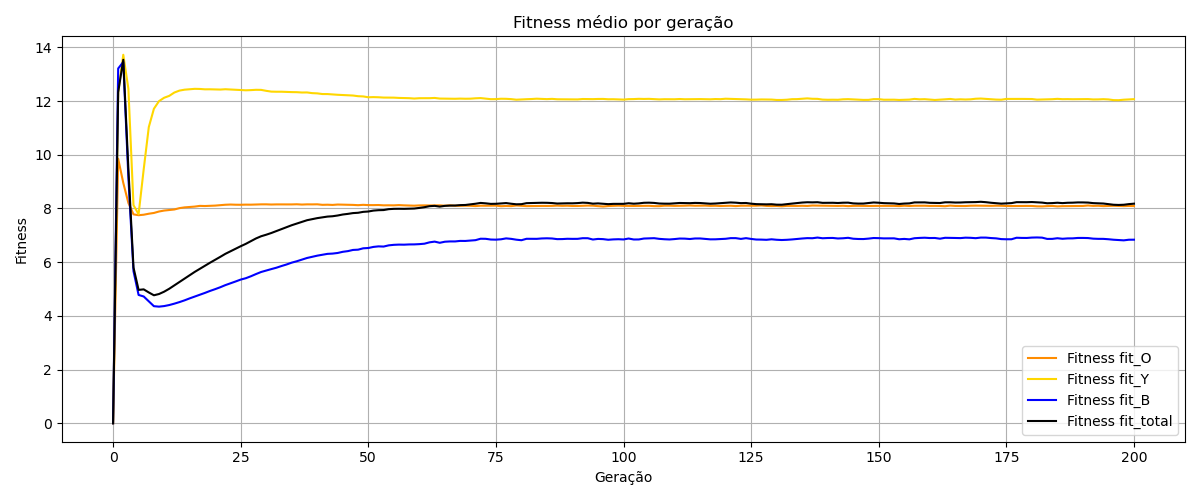 Fitness médio por geração
Fitness
14
12
10
8
6
4
2
0
0 25 50 75 100 125 150 175 200
Geração
Fitness fit_O
Fitness fit_Y
Fitness fit_B
Fitness fit_total